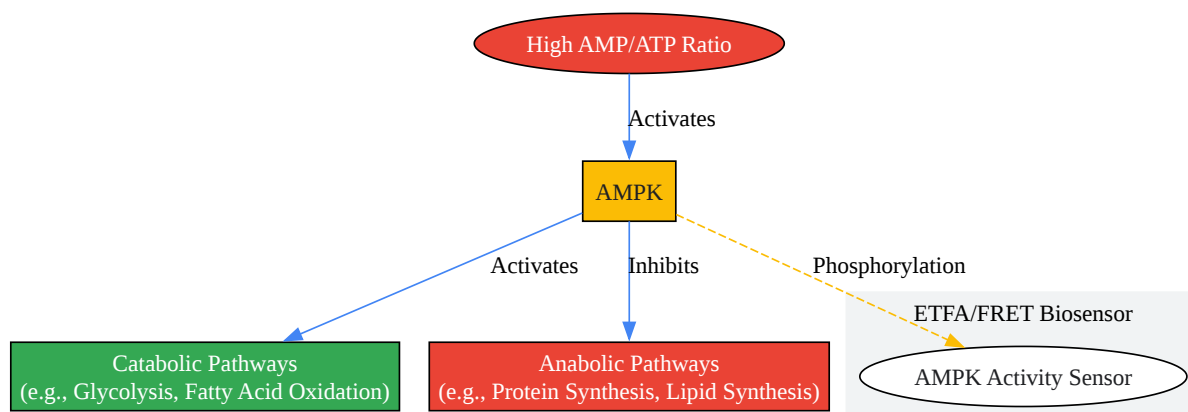 High AMP/ATP Ratio
Activates
AMPK
Activates
Inhibits
Phosphorylation
ETFA/FRET Biosensor
Catabolic Pathways
(e.g., Glycolysis, Fatty Acid Oxidation)
Anabolic Pathways
(e.g., Protein Synthesis, Lipid Synthesis)
AMPK Activity Sensor